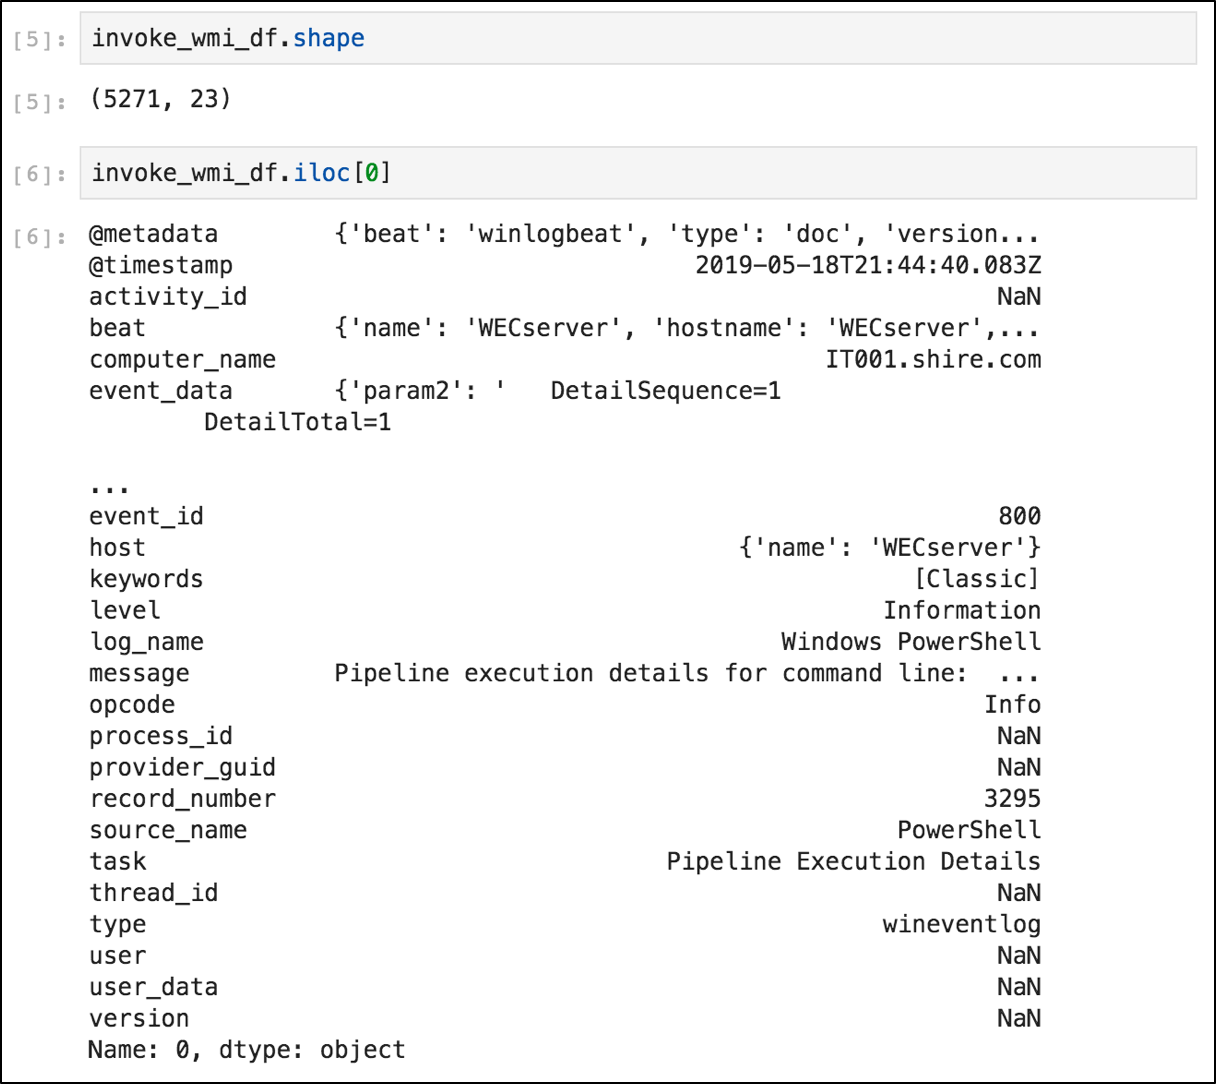 [5]: invoke_wmi_df.shape
[5]: (5271, 23)
[6]: invoke_wmi_df.iloc[0]
[6]: @metadata {'beat': 'winlogbeat', 'type': 'doc', 'version...
@timestamp 2019-05-18T21:44:40.083Z
activity_id NaN
beat {'name': 'WECserver', 'hostname': 'WECserver',...
computer_name IT001.shire.com
event_data {'param2': ' DetailSequence=1
DetailTotal=1
...
event_id 800
host {'name': 'WECserver'}
keywords [Classic]
level Information
log_name Windows PowerShell
message Pipeline execution details for command line: ...
opcode Info
process_id NaN
provider_guid NaN
record_number 3295
source_name PowerShell
task Pipeline Execution Details
thread_id NaN
type wineventlog
user NaN
user_data NaN
version NaN
Name: 0, dtype: object